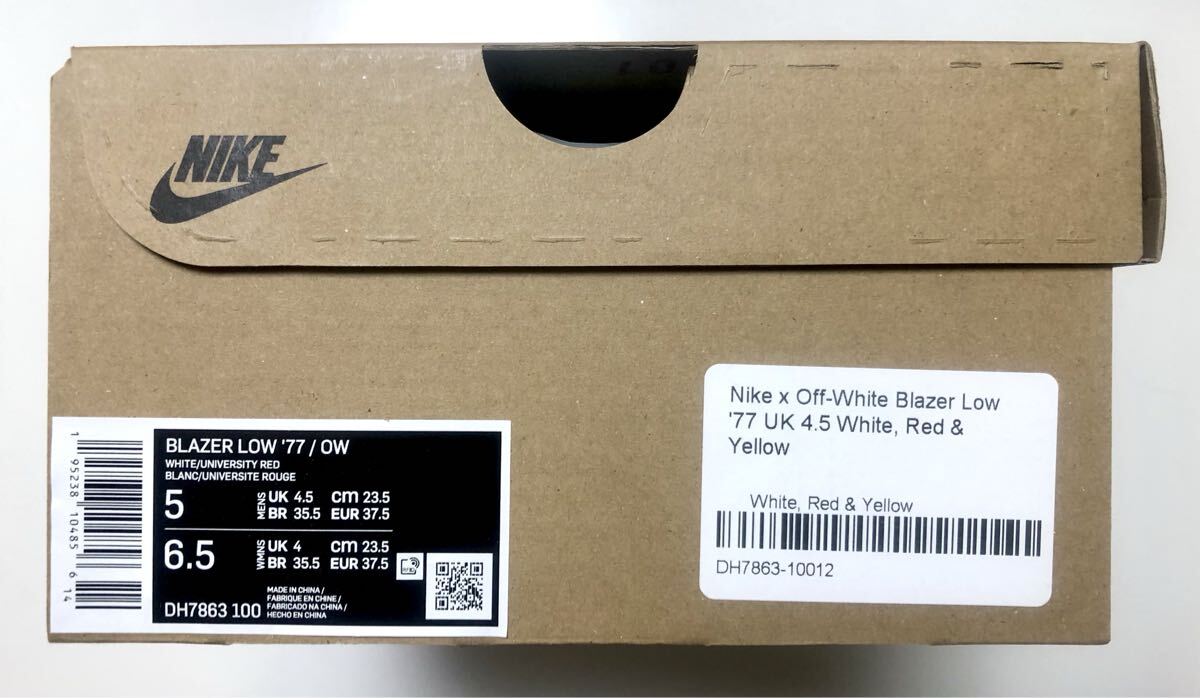 NIKE
BLAZER LOW '77 / OW
WHITE/UNIVERSITY RED
BLANC/UNIVERSITE ROUGE
5 MENS UK 4.5 cm 23.5
BR 35.5 EUR 37.5
6.5 WMNS UK 4 cm 23.5
BR 35.5 EUR 37.5
DH7863 100
MADE IN CHINA /
FABRIQUE EN CHINE /
FABRICADO NA CHINA /
HECHO EN CHINA
1 95238 10485 6 14
Nike x Off-White Blazer Low
'77 UK 4.5 White, Red &
Yellow
White, Red & Yellow
DH7863-10012